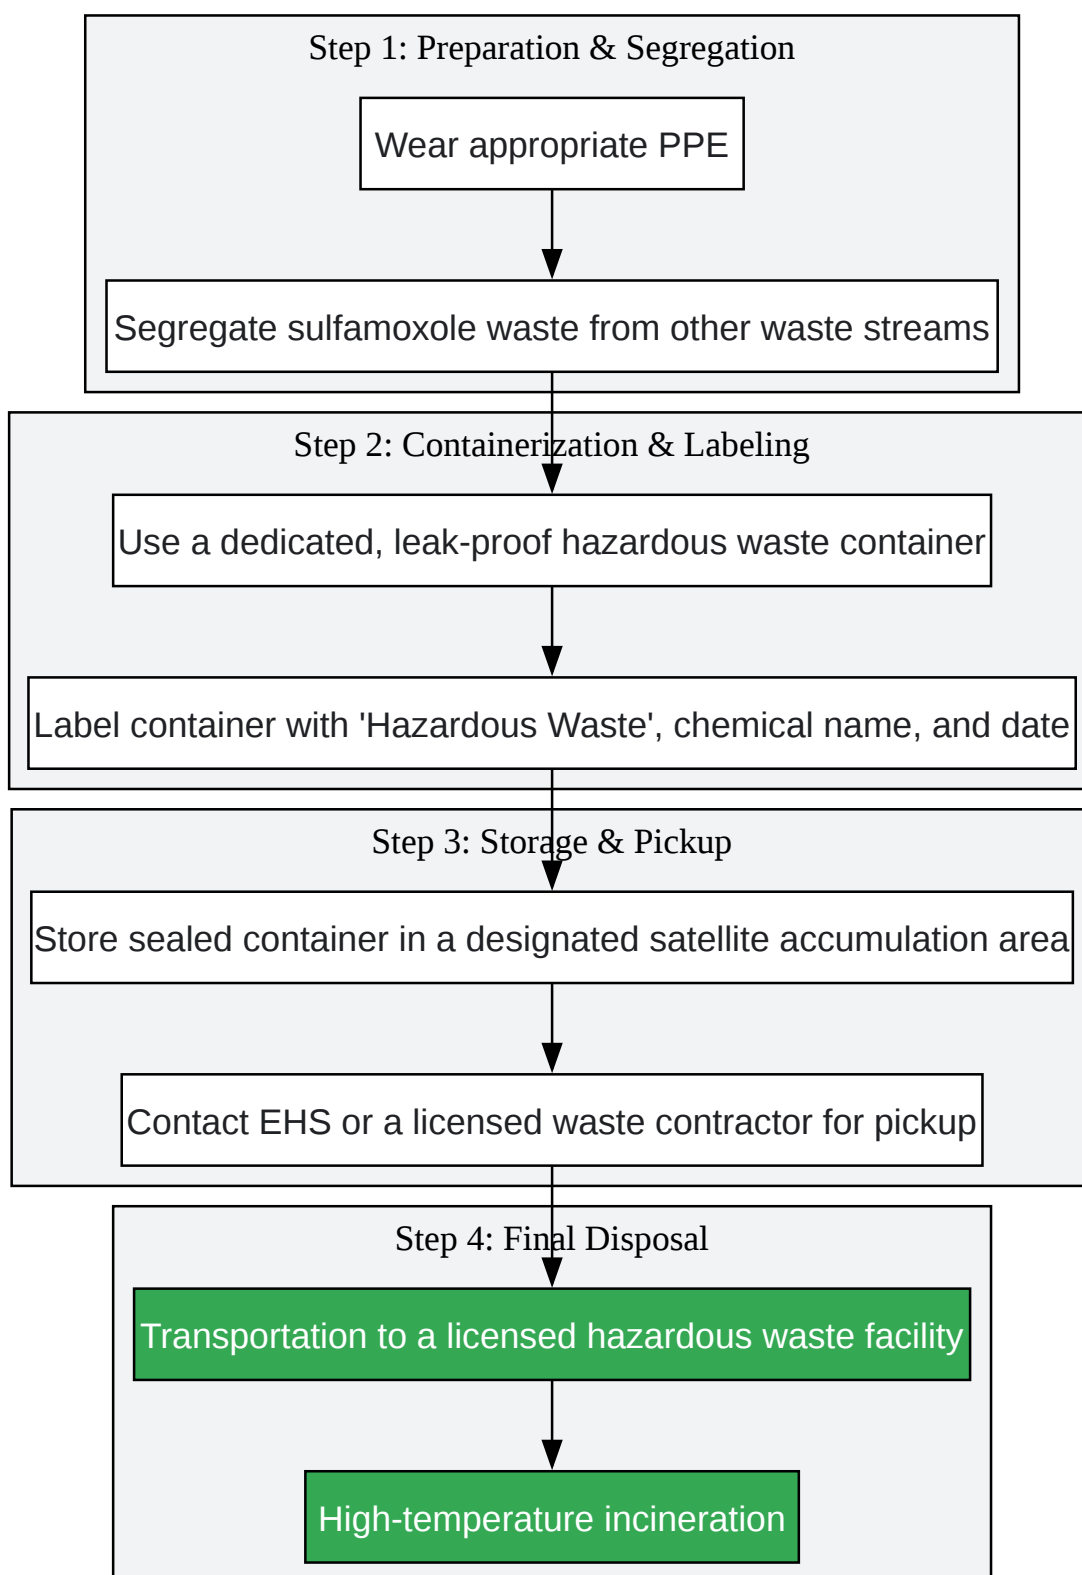 Step 1: Preparation & Segregation
Wear appropriate PPE
Segregate sulfamoxole waste from other waste streams
Step 2: Containerization & Labeling
Use a dedicated, leak-proof hazardous waste container
Label container with 'Hazardous Waste', chemical name, and date
Step 3: Storage & Pickup
Store sealed container in a designated satellite accumulation area
Contact EHS or a licensed waste contractor for pickup
Step 4: Final Disposal
Transportation to a licensed hazardous waste facility
High-temperature incineration